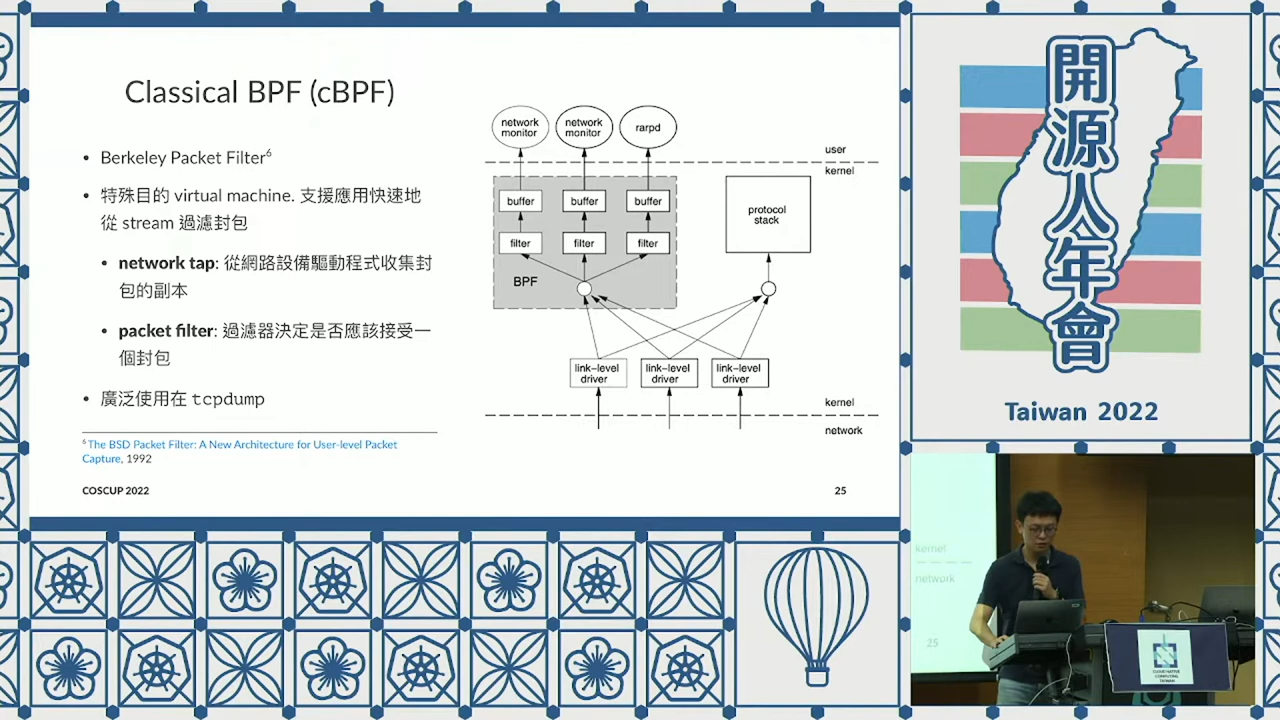 Classical BPF (cBPF)
• Berkeley Packet Filter⁶
• 特殊目的 virtual machine. 支援應用快速地
從 stream 過濾封包
• network tap: 從網路設備驅動程式收集封
包的副本
• packet filter: 過濾器決定是否應該接受一
個封包
• 廣泛使用在 tcpdump
⁶ The BSD Packet Filter: A New Architecture for User-level Packet
Capture, 1992
COSCUP 2022
25
network
monitor
network
monitor
rarpd
user
kernel
buffer
buffer
buffer
protocol
stack
filter
filter
filter
BPF
link-level
driver
link-level
driver
link-level
driver
kernel
network
開源人年會
Taiwan 2022
kernel
network
25
CLOUD NATIVE
COMPUTING
TAIWAN